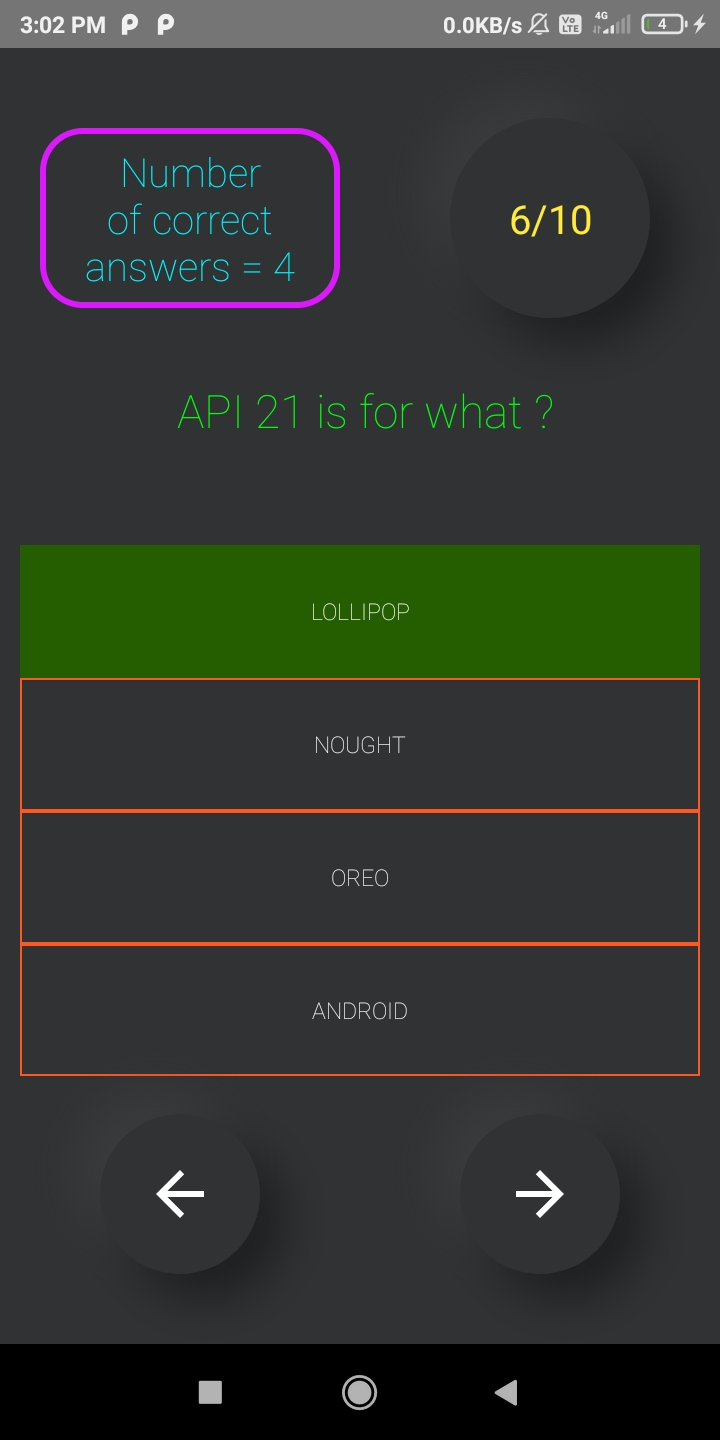 3:02 PM 0.0KB/s Vo LTE 4G 4
Number
of correct
answers = 4
6/10
API 21 is for what ?
LOLLIPOP
NOUGHT
OREO
ANDROID